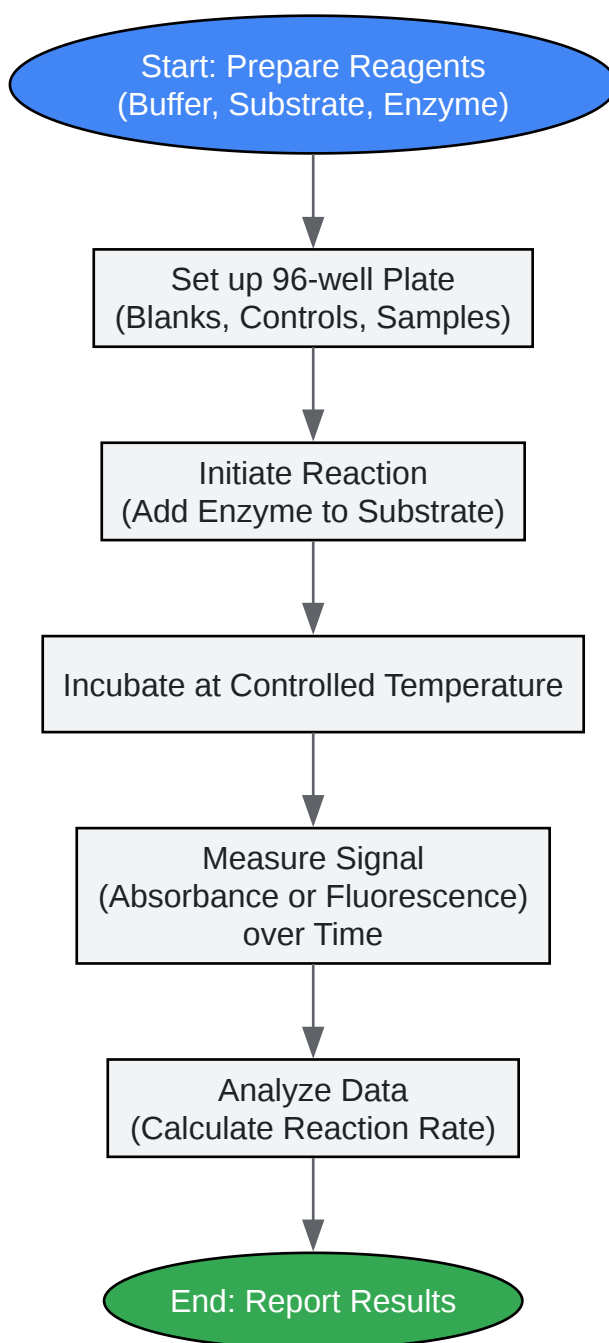 Start: Prepare Reagents
(Buffer, Substrate, Enzyme)
Set up 96-well Plate
(Blanks, Controls, Samples)
Initiate Reaction
(Add Enzyme to Substrate)
Incubate at Controlled Temperature
Measure Signal
(Absorbance or Fluorescence)
over Time
Analyze Data
(Calculate Reaction Rate)
End: Report Results